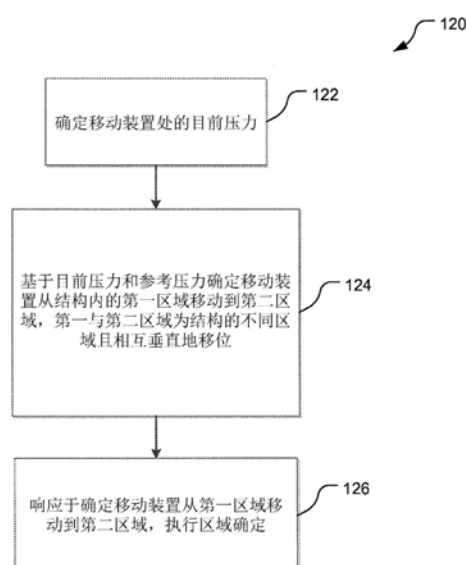 120
122
确定移动装置处的目前压力
124
基于目前压力和参考压力确定移动装
置从结构内的第一区域移动到第二区
域，第一与第二区域为结构的不同区
域且相互垂直地移位
126
响应于确定移动装置从第一区域移
动到第二区域，执行区域确定